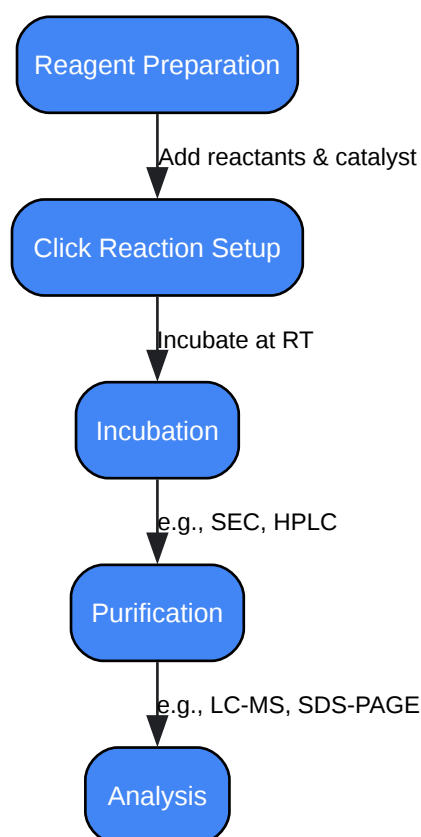 Reagent Preparation
Add reactants & catalyst
Click Reaction Setup
Incubate at RT
Incubation
e.g., SEC, HPLC
Purification
e.g., LC-MS, SDS-PAGE
Analysis